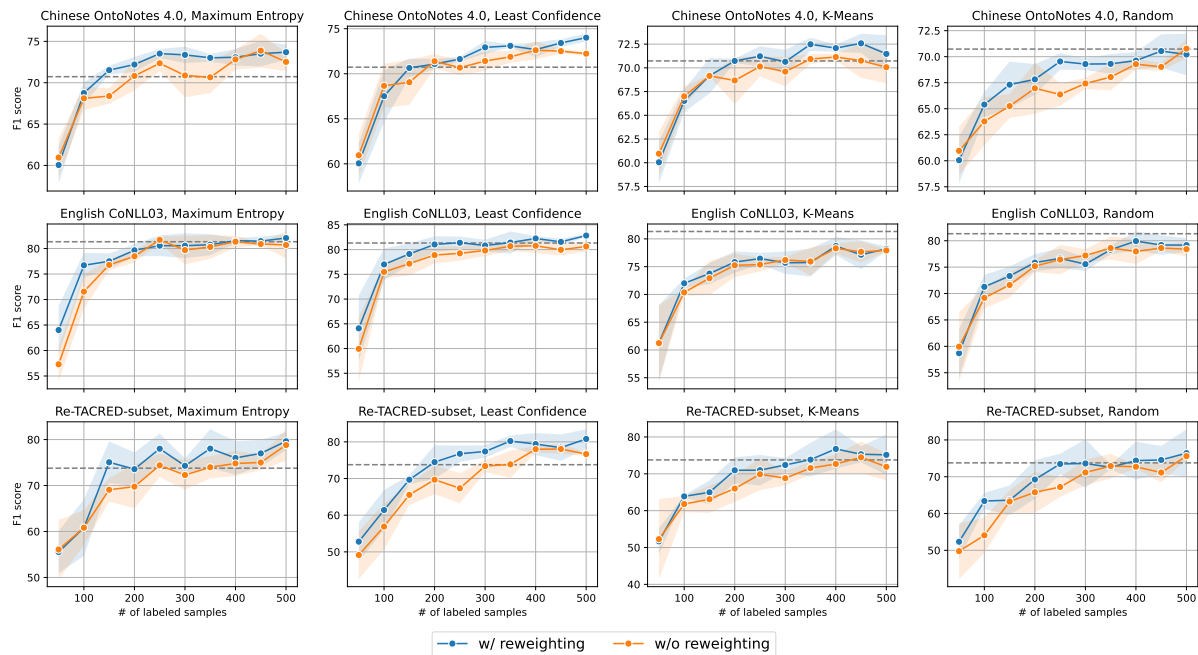 Chinese OntoNotes 4.0, Maximum Entropy
Chinese OntoNotes 4.0, Least Confidence
Chinese OntoNotes 4.0, K-Means
Chinese OntoNotes 4.0, Random
F1 score
75
70
65
60
75
70
65
60
72.5
70.0
67.5
65.0
62.5
60.0
57.5
72.5
70.0
67.5
65.0
62.5
60.0
57.5
English CoNLL03, Maximum Entropy
English CoNLL03, Least Confidence
English CoNLL03, K-Means
English CoNLL03, Random
F1 score
80
75
70
65
60
55
85
80
75
70
65
60
55
80
75
70
65
60
55
80
75
70
65
60
55
Re-TACRED-subset, Maximum Entropy
Re-TACRED-subset, Least Confidence
Re-TACRED-subset, K-Means
Re-TACRED-subset, Random
F1 score
80
70
60
50
80
70
60
50
80
70
60
50
40
80
70
60
50
100 200 300 400 500
100 200 300 400 500
100 200 300 400 500
100 200 300 400 500
# of labeled samples
# of labeled samples
# of labeled samples
# of labeled samples
w/ reweighting
w/o reweighting